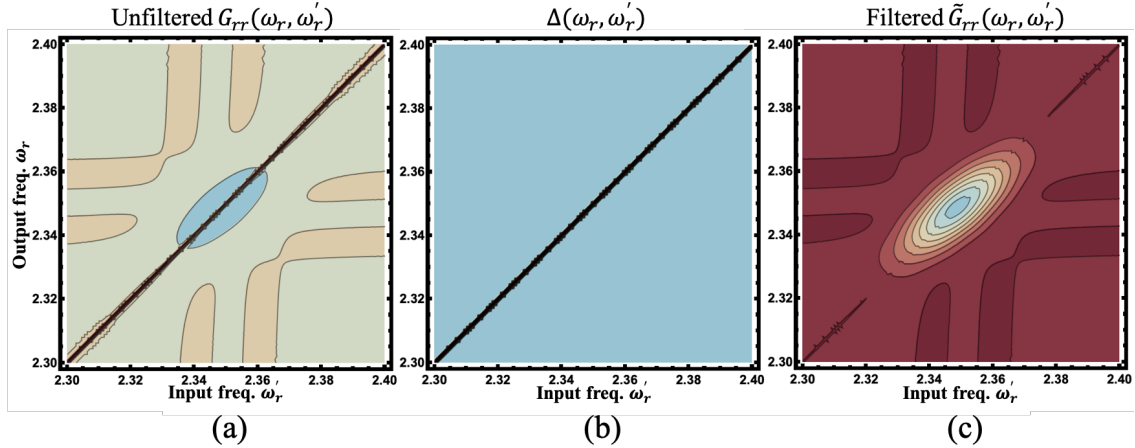 Unfiltered G_rr(ω_r, ω_r′)
Δ(ω_r, ω_r′)
Filtered G̃_rr(ω_r, ω_r′)
Output freq. ω_r
2.40
2.38
2.36
2.34
2.32
2.30
2.30 2.32 2.34 2.36 2.38 2.40
Input freq. ω_r′
(a)
2.40
2.38
2.36
2.34
2.32
2.30
2.30 2.32 2.34 2.36 2.38 2.40
Input freq. ω_r′
(b)
2.40
2.38
2.36
2.34
2.32
2.30
2.30 2.32 2.34 2.36 2.38 2.40
Input freq. ω_r′
(c)